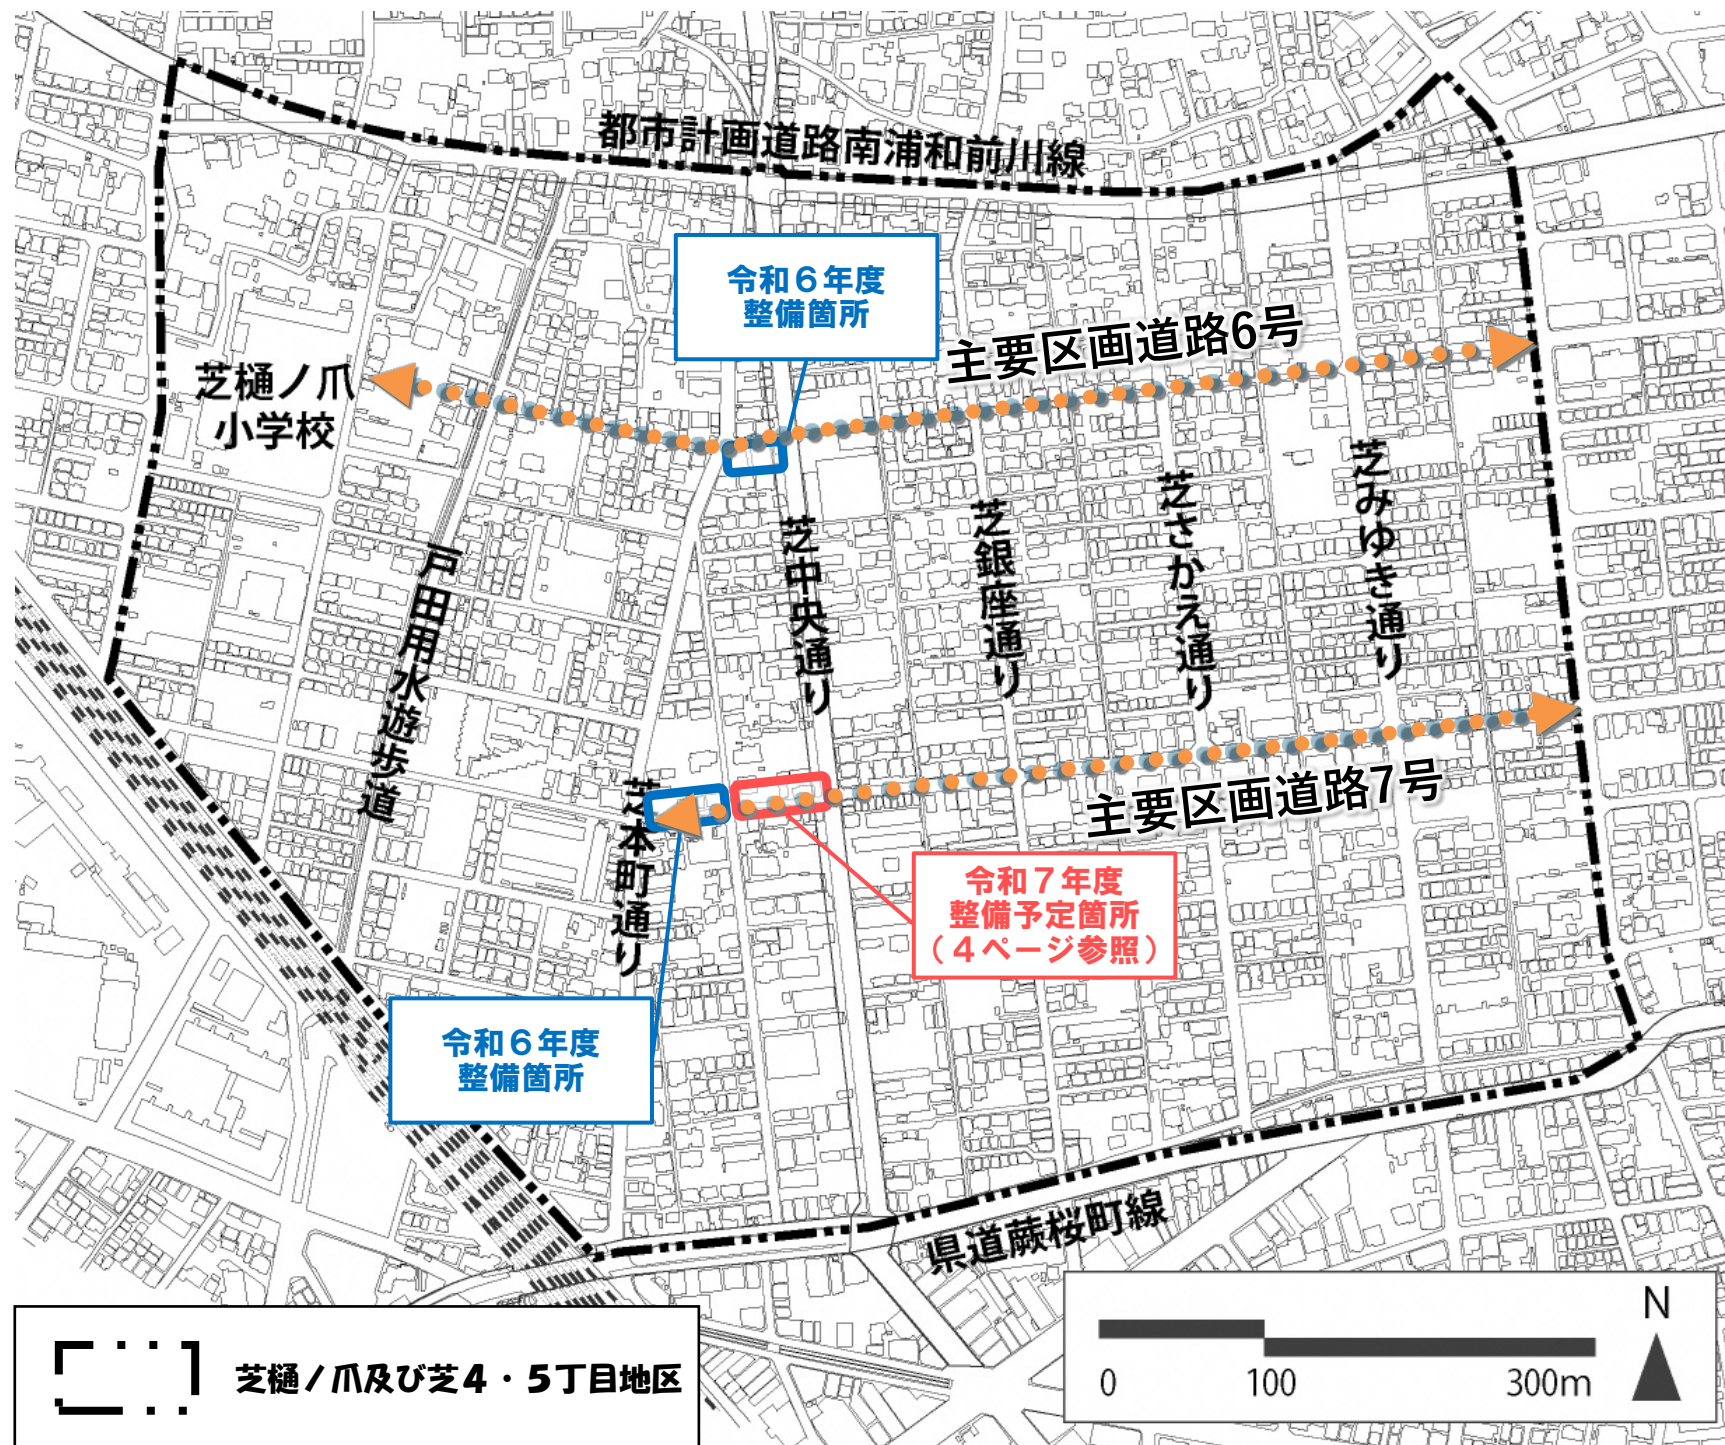 都市計画道路南浦和前川線
令和６年度
整備箇所
主要区画道路6号
芝樋ノ爪
小学校
芝みゆき通り
芝さかえ通り
芝銀座通り
芝中央通り
戸田用水遊歩道
主要区画道路7号
芝本町通り
令和７年度
整備予定箇所
（４ページ参照）
令和６年度
整備箇所
県道蕨桜町線
芝樋ノ爪及び芝４・５丁目地区
N
0 100 300m